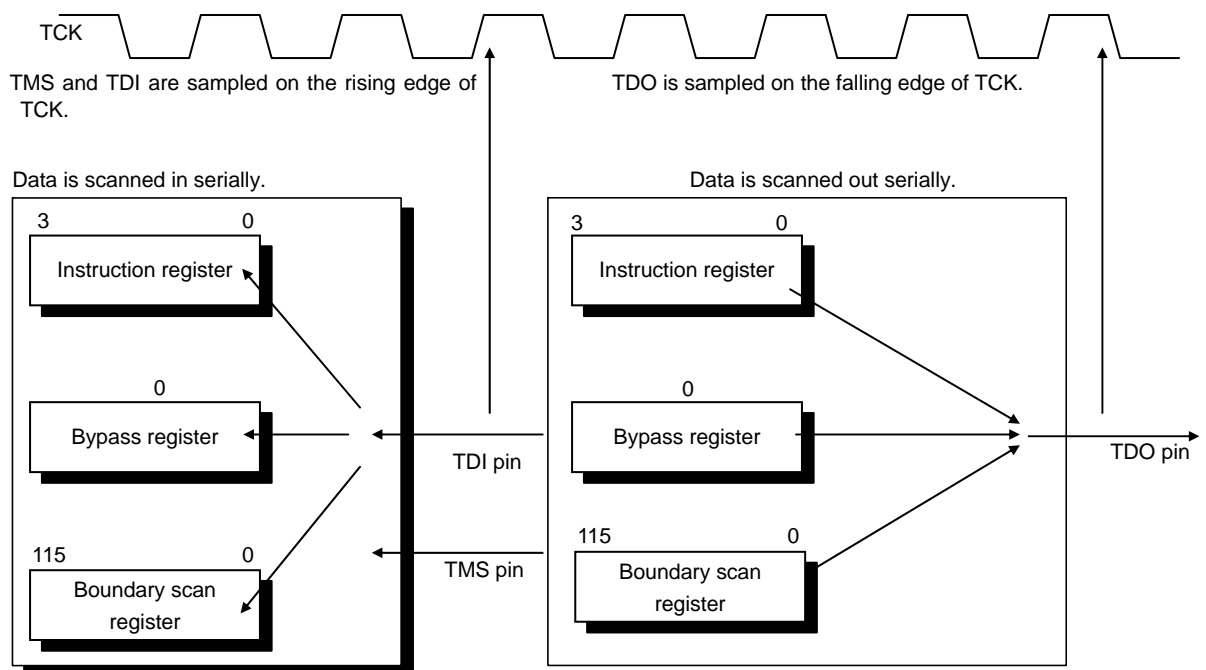 TCK
TMS and TDI are sampled on the rising edge of
TCK.
TDO is sampled on the falling edge of TCK.
Data is scanned in serially.
3 0
Instruction register
0
Bypass register
115 0
Boundary scan
register
TDI pin
TMS pin
Data is scanned out serially.
3 0
Instruction register
0
Bypass register
115 0
Boundary scan
register
TDO pin